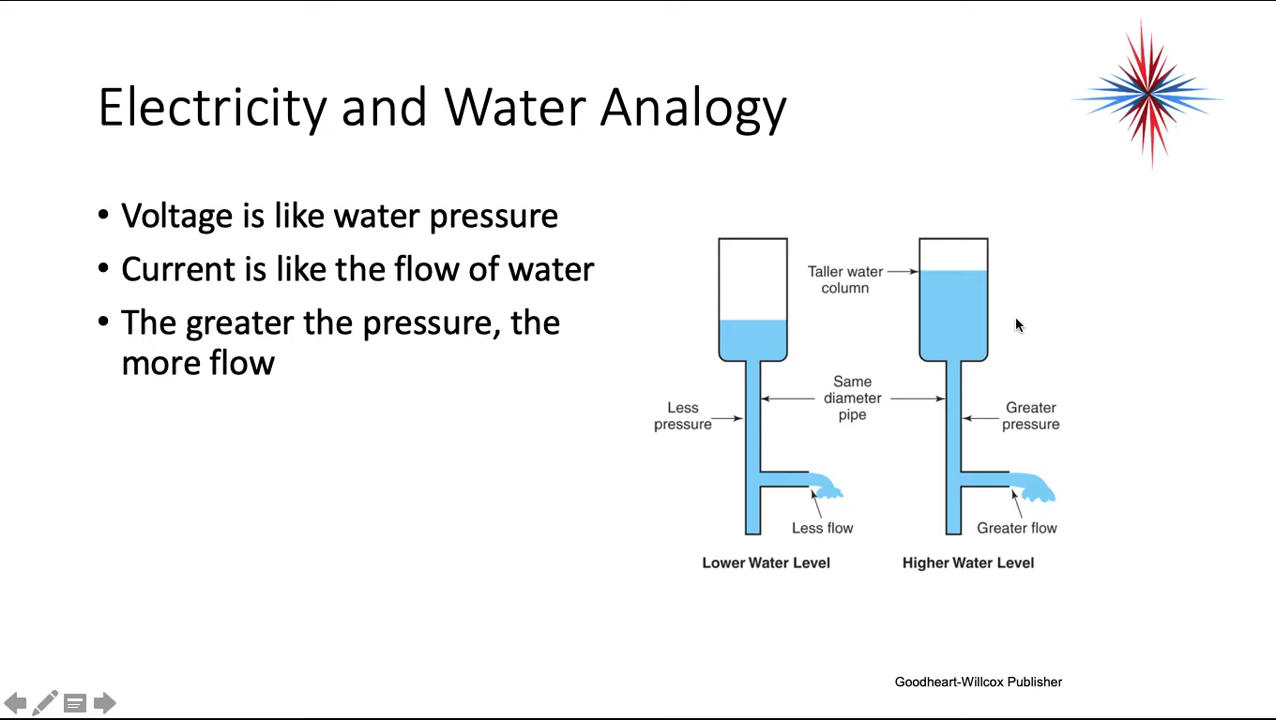 Electricity and Water Analogy
• Voltage is like water pressure
• Current is like the flow of water
• The greater the pressure, the
more flow
Taller water
column
Same
diameter
pipe
Less
pressure
Greater
pressure
Less flow
Greater flow
Lower Water Level
Higher Water Level
Goodheart-Willcox Publisher